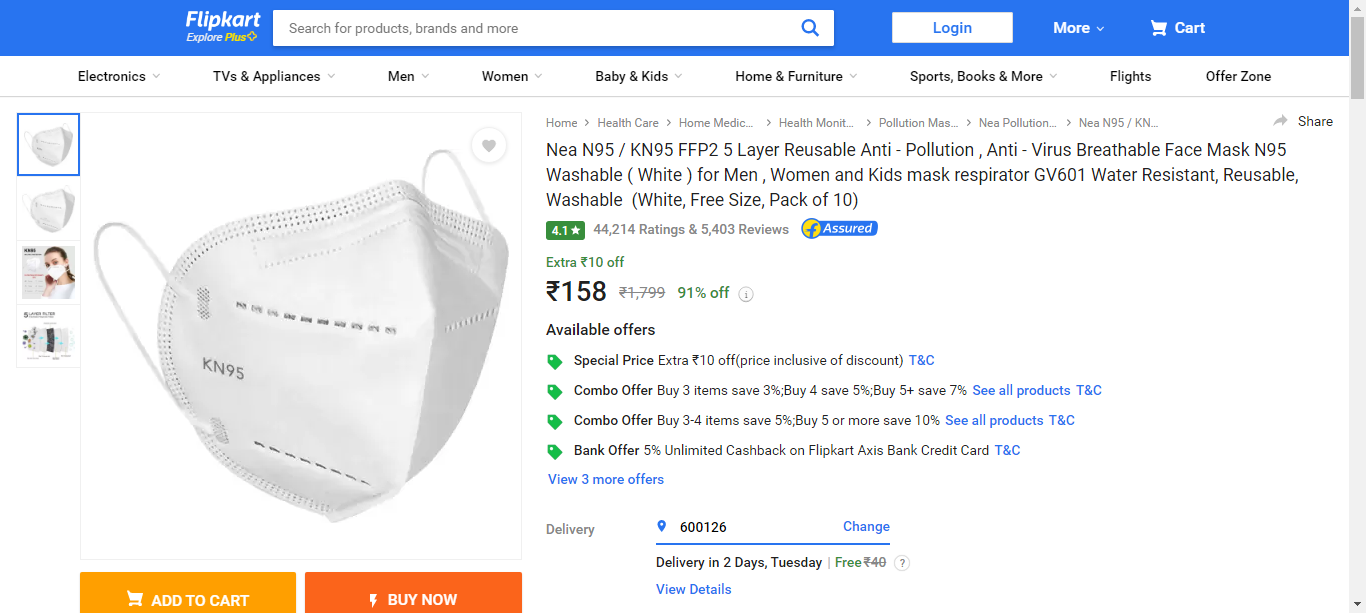 Flipkart
Explore Plus
Search for products, brands and more
Login
More
Cart
Electronics
TVs & Appliances
Men
Women
Baby & Kids
Home & Furniture
Sports, Books & More
Flights
Offer Zone
Home
Health Care
Home Medic...
Health Monit...
Pollution Mas...
Nea Pollution...
Nea N95 / KN...
Share
Nea N95 / KN95 FFP2 5 Layer Reusable Anti - Pollution , Anti - Virus Breathable Face Mask N95
Washable ( White ) for Men , Women and Kids mask respirator GV601 Water Resistant, Reusable,
Washable (White, Free Size, Pack of 10)
4.1★ 44,214 Ratings & 5,403 Reviews Assured
Extra ₹10 off
₹158 ₹1,799 91% off
Available offers
Special Price Extra ₹10 off(price inclusive of discount) T&C
Combo Offer Buy 3 items save 3%;Buy 4 save 5%;Buy 5+ save 7% See all products T&C
Combo Offer Buy 3-4 items save 5%;Buy 5 or more save 10% See all products T&C
Bank Offer 5% Unlimited Cashback on Flipkart Axis Bank Credit Card T&C
View 3 more offers
Delivery
600126
Change
Delivery in 2 Days, Tuesday | Free ₹40 ?
View Details
KN95
KN95
5 LAYER FILTER
ADD TO CART
BUY NOW